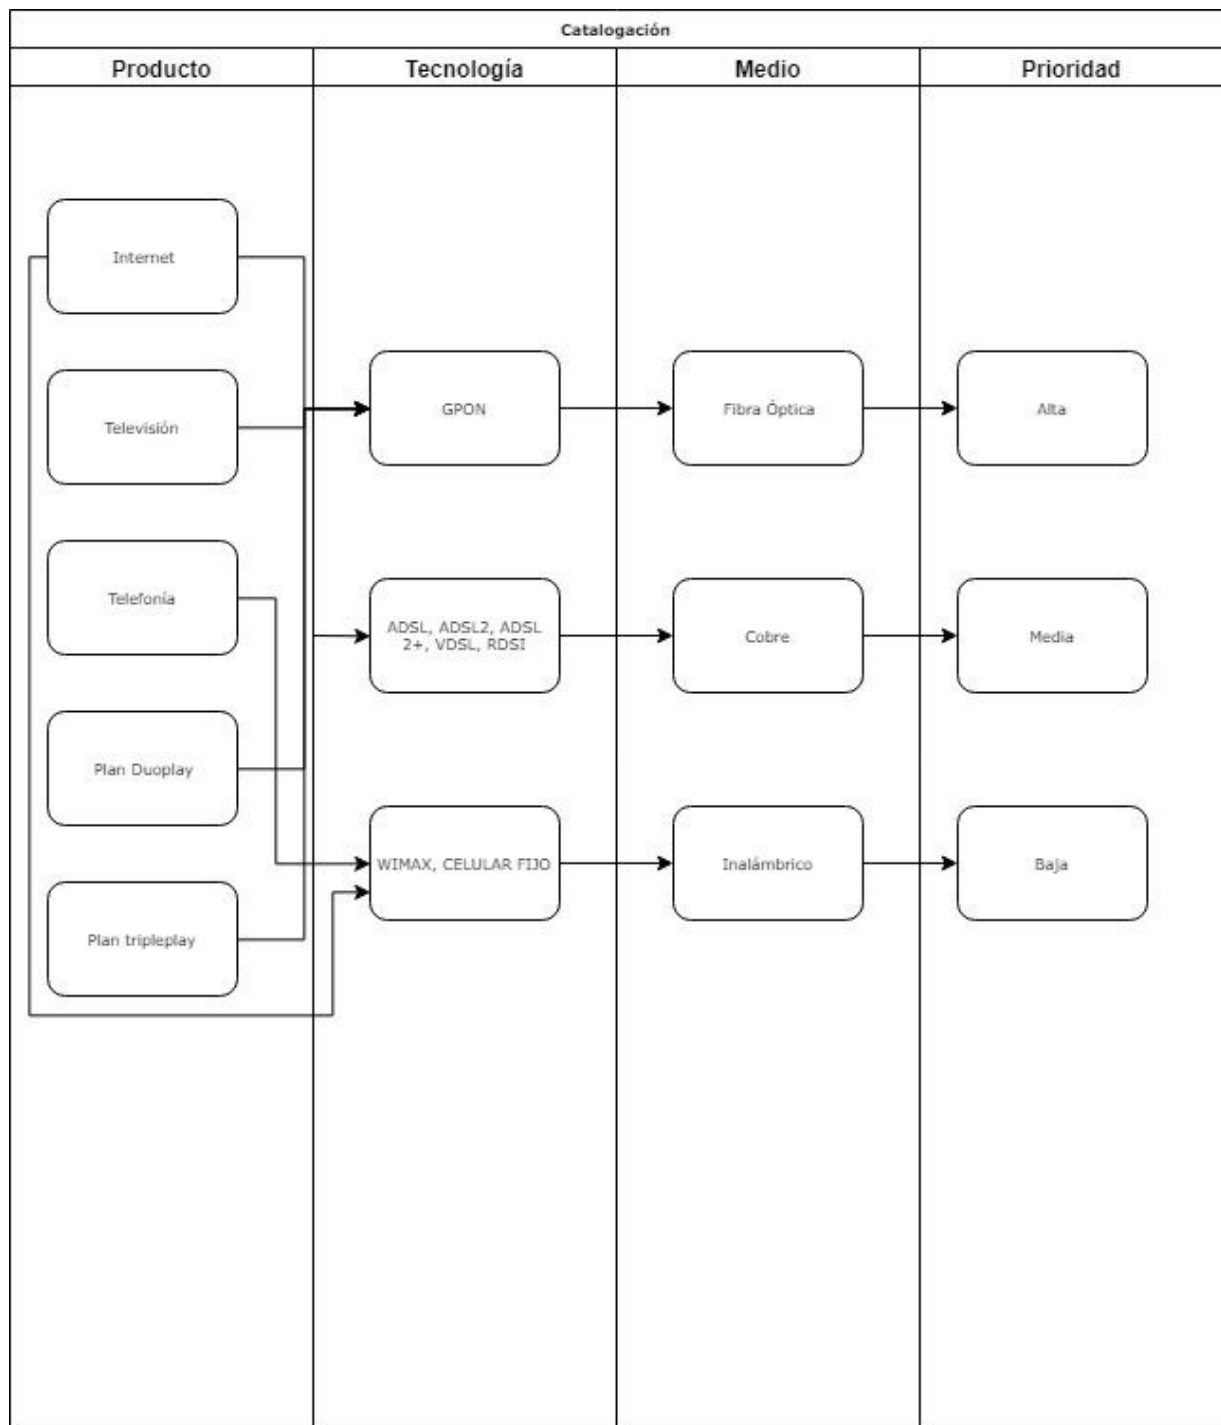 Catalogación
Producto
Tecnología
Medio
Prioridad
Internet
Televisión
Telefonía
Plan Duoplay
Plan tripleplay
GPON
Fibra Óptica
Alta
ADSL, ADSL2, ADSL
2+, VDSL, RDSI
Cobre
Media
WIMAX, CELULAR FIJO
Inalámbrico
Baja